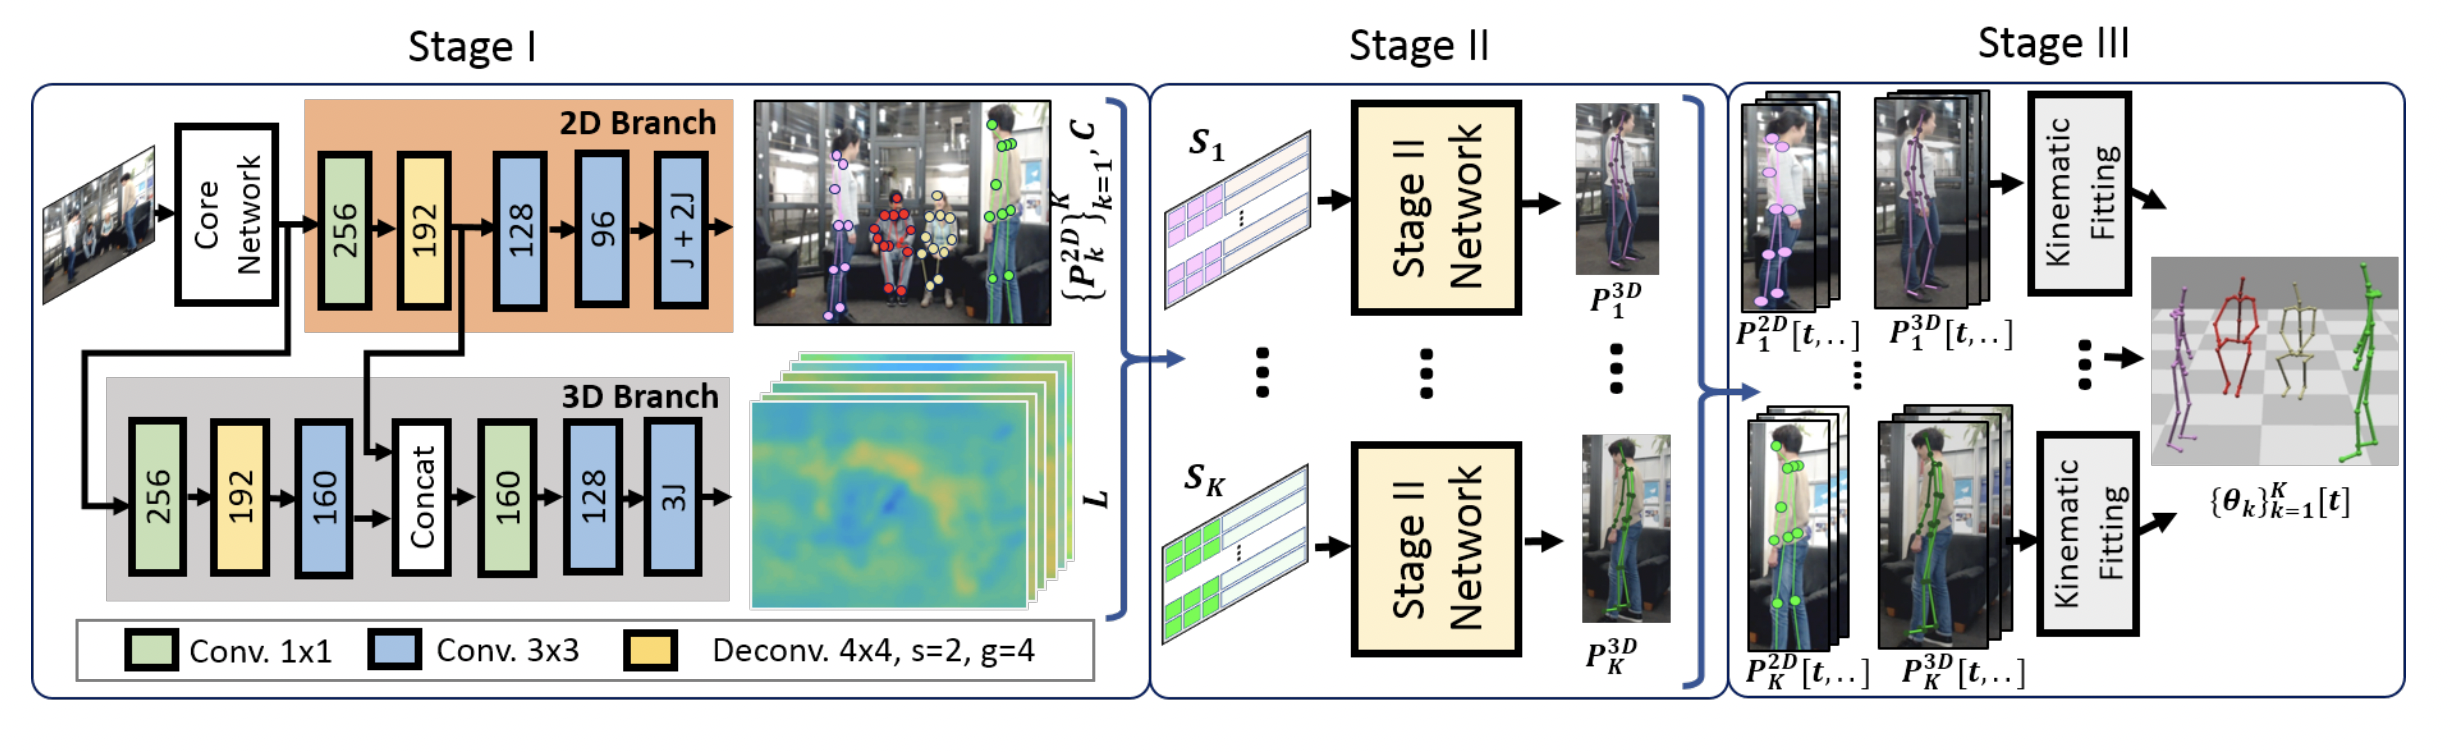 Stage I
Stage II
Stage III
Core
Network
2D Branch
256
192
128
96
J + 2J
{P_k^{2D}}_{k=1}^K, C
3D Branch
256
192
160
Concat
160
128
3J
L
Conv. 1x1
Conv. 3x3
Deconv. 4x4, s=2, g=4
S_1
Stage II
Network
P_1^{3D}
S_K
Stage II
Network
P_K^{3D}
P_1^{2D}[t,..]
P_1^{3D}[t,..]
Kinematic
Fitting
P_K^{2D}[t,..]
P_K^{3D}[t,..]
Kinematic
Fitting
{θ_k}_{k=1}^K[t]